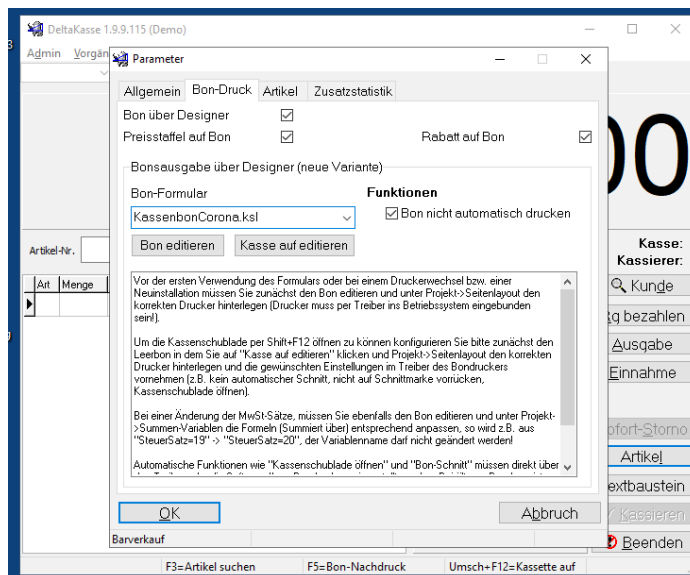 DeltaKasse 1.9.9.115 (Demo)
Admin Vorgän
Parameter
Allgemein Bon-Druck Artikel Zusatzstatistik
Bon über Designer
Preisstaffel auf Bon Rabatt auf Bon
Bonsausgabe über Designer (neue Variante)
Bon-Formular Funktionen
KassenbonCorona.ksl Bon nicht automatisch drucken
Bon editieren Kasse auf editieren
Vor der ersten Verwendung des Formulars oder bei einem Druckerwechsel bzw. einer
Neuinstallation müssen Sie zunächst den Bon editieren und unter Projekt->Seitenlayout den
korrekten Drucker hinterlegen (Drucker muss per Treiber ins Betriebssystem eingebunden
sein!).
Um die Kassenschublade per Shift+F12 öffnen zu können konfigurieren Sie bitte zunächst den
Leerbon in dem Sie auf "Kasse auf editieren" klicken und Projekt->Seitenlayout den korrekten
Drucker hinterlegen und die gewünschten Einstellungen im Treiber des Bondruckers
vornehmen (z.B. kein automatischer Schnitt, nicht auf Schnittmarke vorrücken,
Kassenschublade öffnen).
Bei einer Änderung der MwSt-Sätze, müssen Sie ebenfalls den Bon editieren und unter Projekt-
>Summen-Variablen die Formeln (Summiert über) entsprechend anpassen, so wird z.B. aus
"SteuerSatz=19" -> "SteuerSatz=20", der Variablenname darf nicht geändert werden!
Automatische Funktionen wie "Kassenschublade öffnen" und "Bon-Schnitt" müssen direkt über
OK Abbruch
Barverkauf
00
Artikel-Nr.
Art Menge
Kasse:
Kassierer:
Kunde
g bezahlen
Ausgabe
Einnahme
ofort-Storno
Artikel
extbaustein
Kassieren
Beenden
F3=Artikel suchen F5=Bon-Nachdruck Umsch+F12=Kassette auf